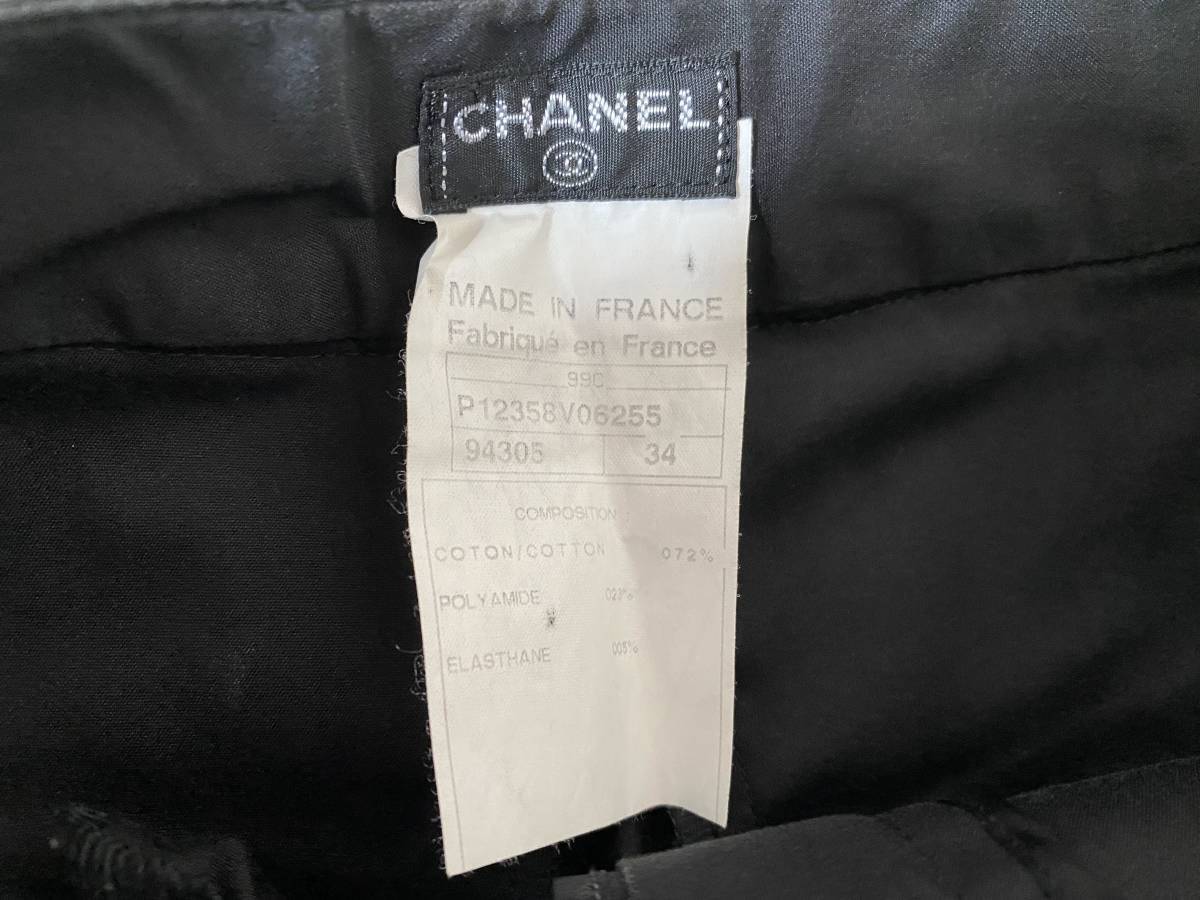 CHANEL
MADE IN FRANCE
Fabriqué en France
99C
P12358V06255
94305 34
COMPOSITION :
COTON/COTTON 072%
POLYAMIDE 023%
ELASTHANE 005%